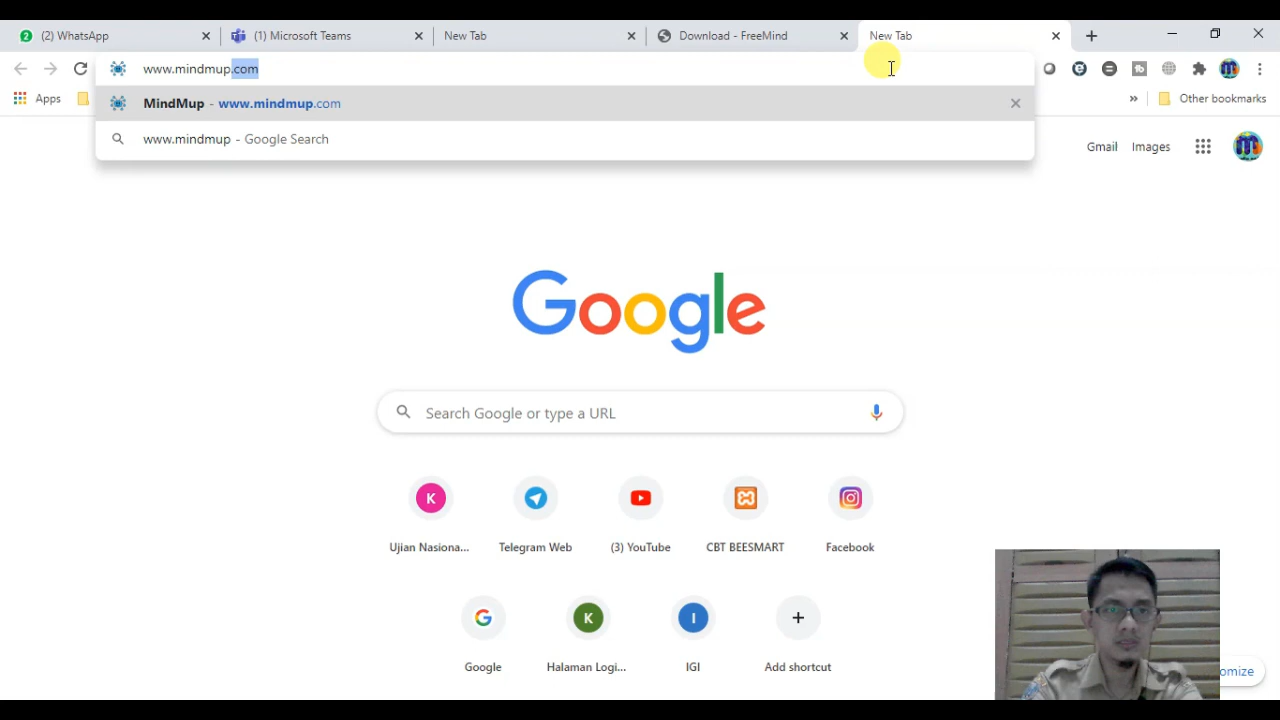 (2) WhatsApp
(1) Microsoft Teams
New Tab
Download - FreeMind
New Tab
www.mindmup.com
MindMup - www.mindmup.com
www.mindmup - Google Search
Apps
Other bookmarks
Gmail
Images
Google
Search Google or type a URL
K
Ujian Nasiona...
Telegram Web
(3) YouTube
CBT BEESMART
Facebook
K
I
Google
Halaman Logi...
IGI
Add shortcut
omize